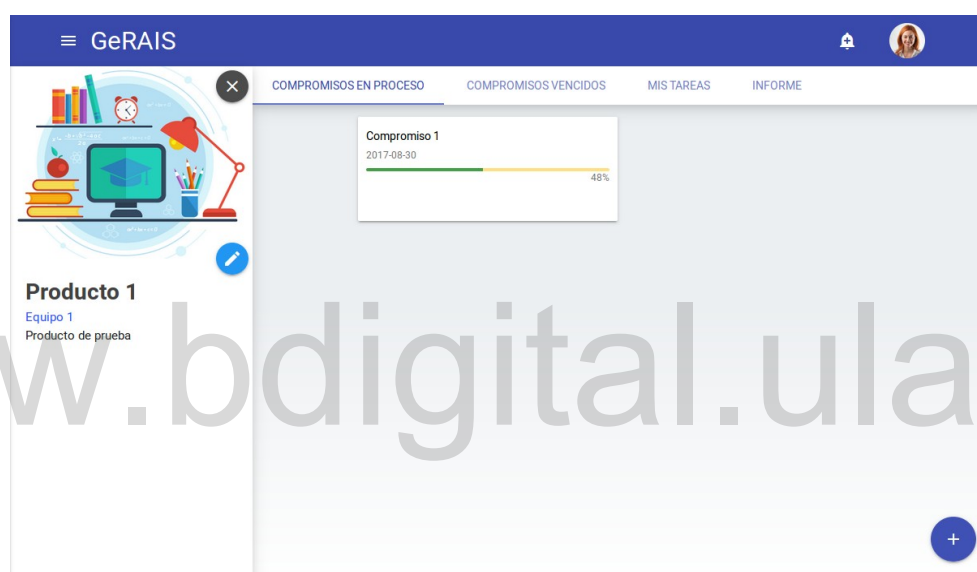 GeRAIS
COMPROMISOS EN PROCESO COMPROMISOS VENCIDOS MIS TAREAS INFORME
Compromiso 1
2017-08-30
48%
Producto 1
Equipo 1
Producto de prueba
w.bdigital.ula